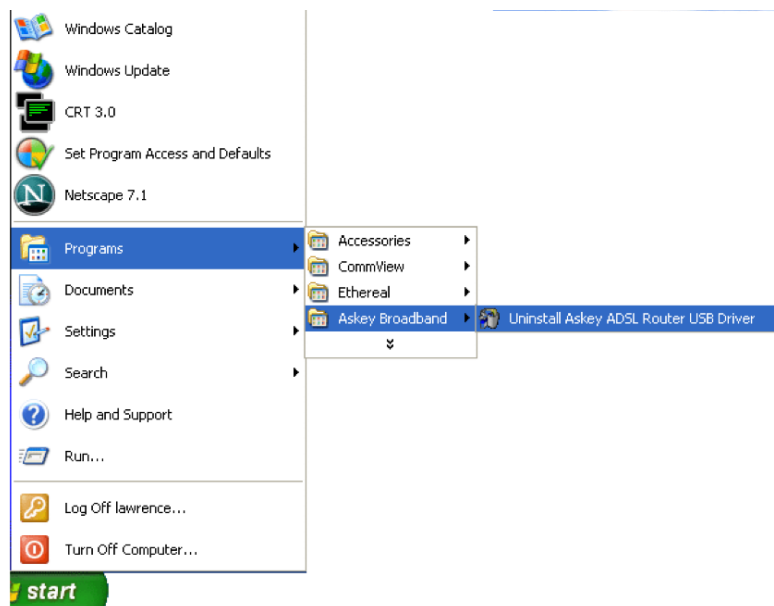 Windows Catalog
Windows Update
CRT 3.0
Set Program Access and Defaults
N
Netscape 7.1
Programs
Accessories
CommView
Ethereal
Askey Broadband
Uninstall Askey ADSL Router USB Driver
Documents
Settings
Search
Help and Support
Run...
Log Off lawrence...
Turn Off Computer...
start